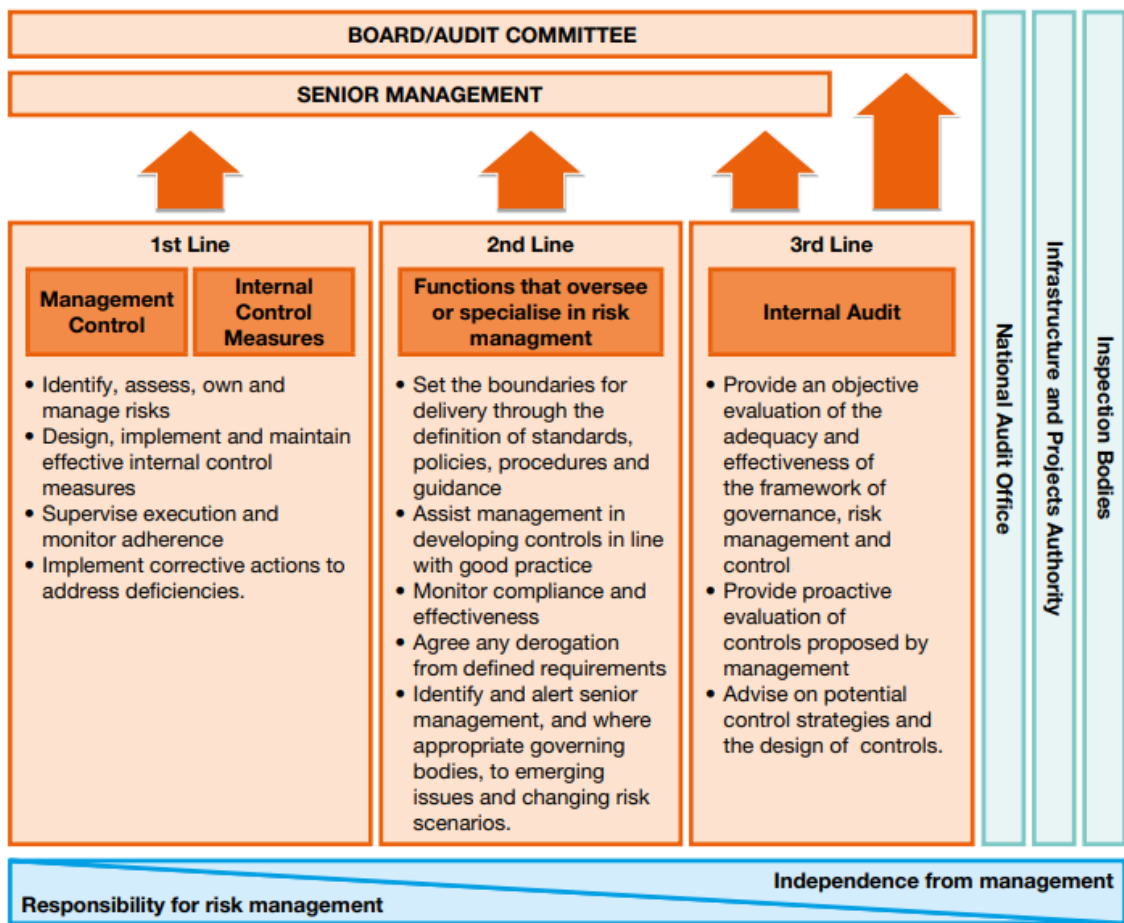 BOARD/AUDIT COMMITTEE
SENIOR MANAGEMENT
1st Line
Management
Control
Internal
Control
Measures
• Identify, assess, own and
manage risks
• Design, implement and maintain
effective internal control
measures
• Supervise execution and
monitor adherence
• Implement corrective actions to
address deficiencies.
2nd Line
Functions that oversee
or specialise in risk
managment
• Set the boundaries for
delivery through the
definition of standards,
policies, procedures and
guidance
• Assist management in
developing controls in line
with good practice
• Monitor compliance and
effectiveness
• Agree any derogation
from defined requirements
• Identify and alert senior
management, and where
appropriate governing
bodies, to emerging
issues and changing risk
scenarios.
3rd Line
Internal Audit
• Provide an objective
evaluation of the
adequacy and
effectiveness of
the framework of
governance, risk
management and
control
• Provide proactive
evaluation of
controls proposed by
management
• Advise on potential
control strategies and
the design of controls.
National Audit Office
Infrastructure and Projects Authority
Inspection Bodies
Independence from management
Responsibility for risk management